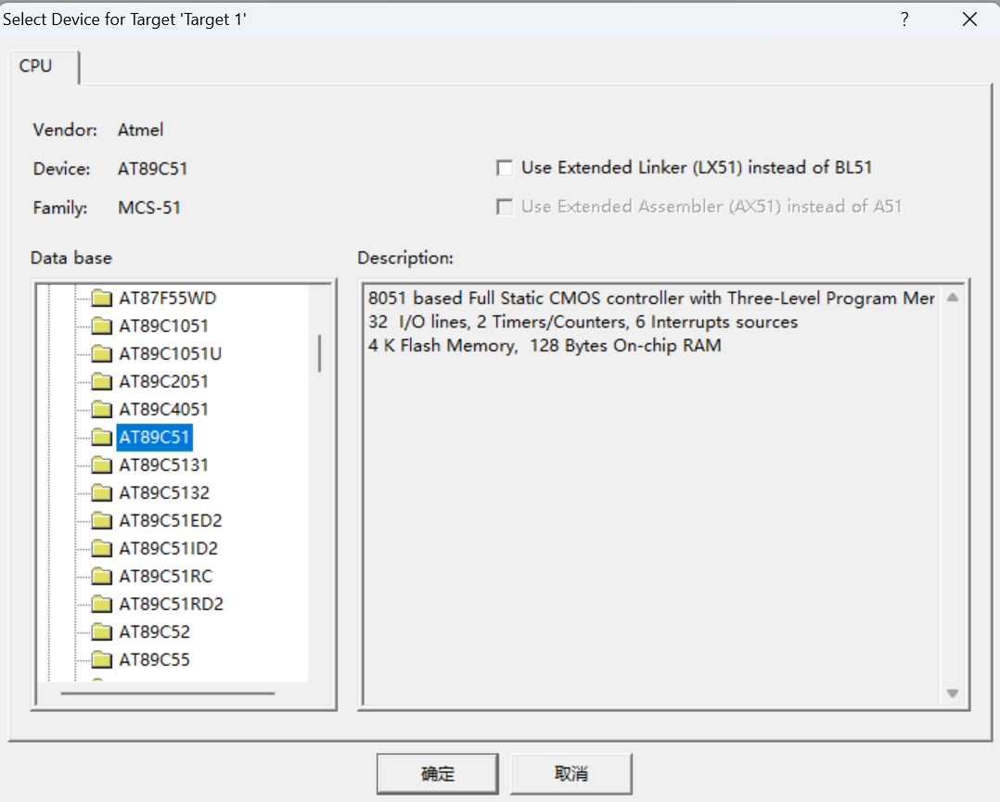 Select Device for Target 'Target 1'
?
CPU
Vendor: Atmel
Device: AT89C51
Family: MCS-51
Use Extended Linker (LX51) instead of BL51
Use Extended Assembler (AX51) instead of A51
Data base
AT87F55WD
AT89C1051
AT89C1051U
AT89C2051
AT89C4051
AT89C51
AT89C5131
AT89C5132
AT89C51ED2
AT89C51ID2
AT89C51RC
AT89C51RD2
AT89C52
AT89C55
Description:
8051 based Full Static CMOS controller with Three-Level Program Mer
32 I/O lines, 2 Timers/Counters, 6 Interrupts sources
4 K Flash Memory, 128 Bytes On-chip RAM
确定
取消